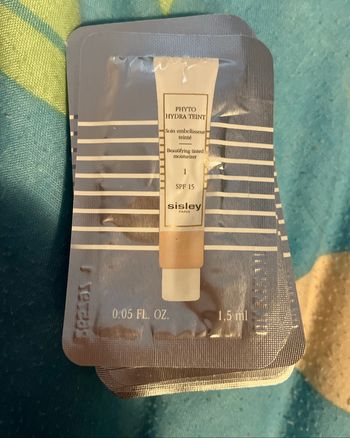 PHYTO
HYDRA TEINT
Soin embellisseur
teinté
Beautifying tinted
moisturizer
1
SPF 15
sisley
PARIS
0.05 FL. OZ.
1.5 ml